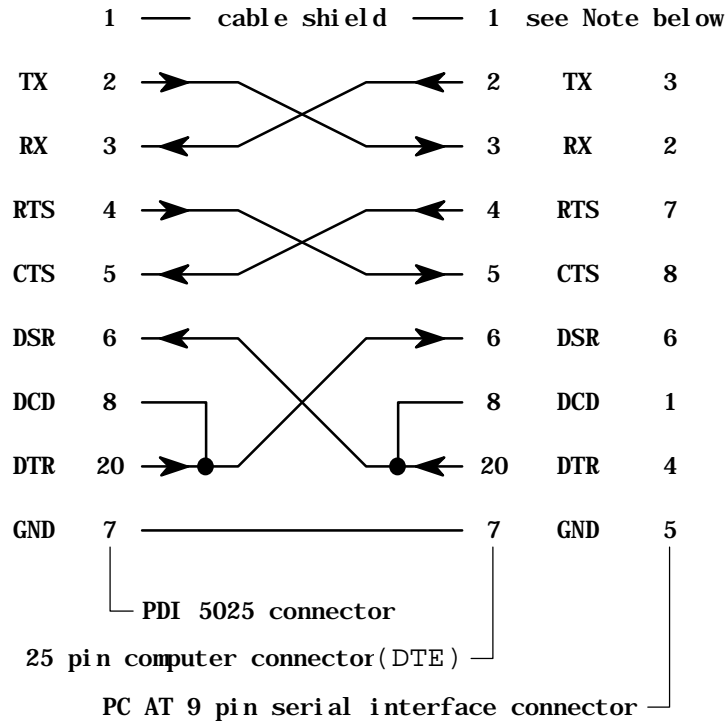 1 cable shield 1 see Note below
TX 2 2 TX 3
RX 3 3 RX 2
RTS 4 4 RTS 7
CTS 5 5 CTS 8
DSR 6 6 DSR 6
DCD 8 8 DCD 1
DTR 20 20 DTR 4
GND 7 7 GND 5
PDI 5025 connector
25 pin computer connector(DTE)
PC AT 9 pin serial interface connector